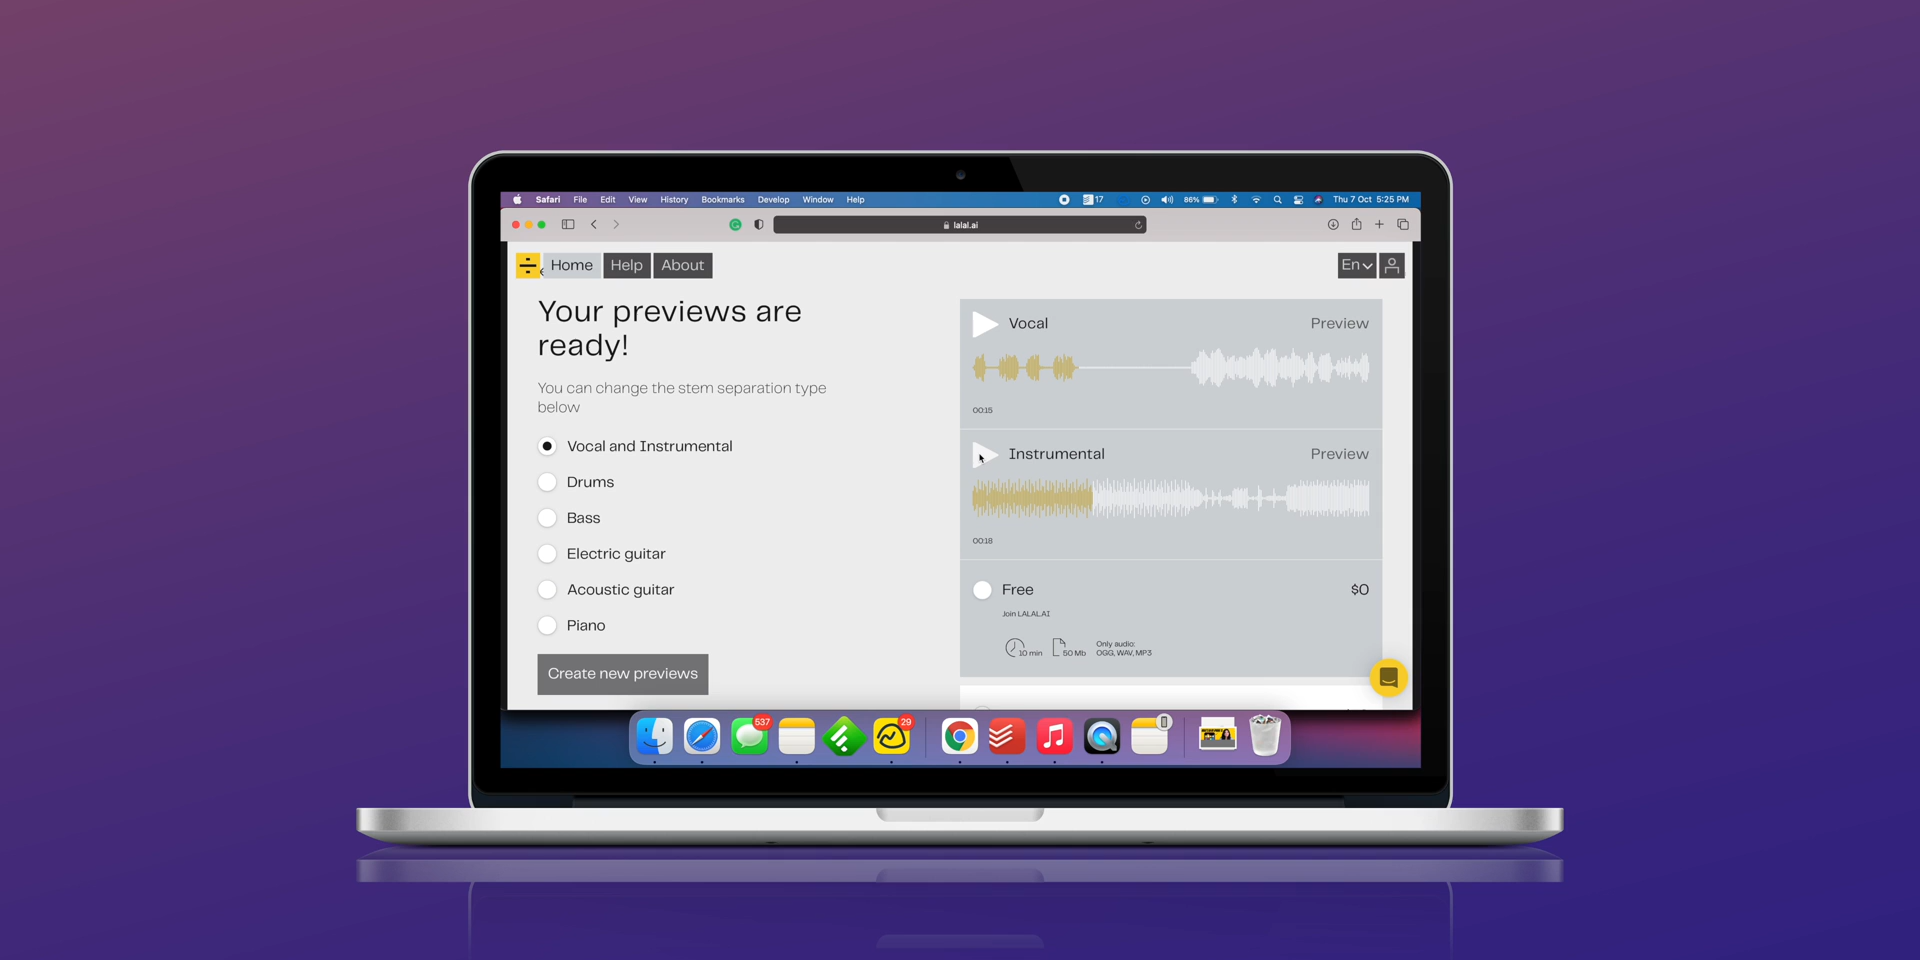 Safari File Edit View History Bookmarks Develop Window Help
17
86%
Thu 7 Oct 5:25 PM
lalal.ai
Home Help About
En
Your previews are
ready!
You can change the stem separation type
below
Vocal and Instrumental
Drums
Bass
Electric guitar
Acoustic guitar
Piano
Create new previews
Vocal Preview
00:15
Instrumental Preview
00:18
Free $0
Join LALAL.AI
10 min
50 Mb
Only audio:
OGG, WAV, MP3
537
29